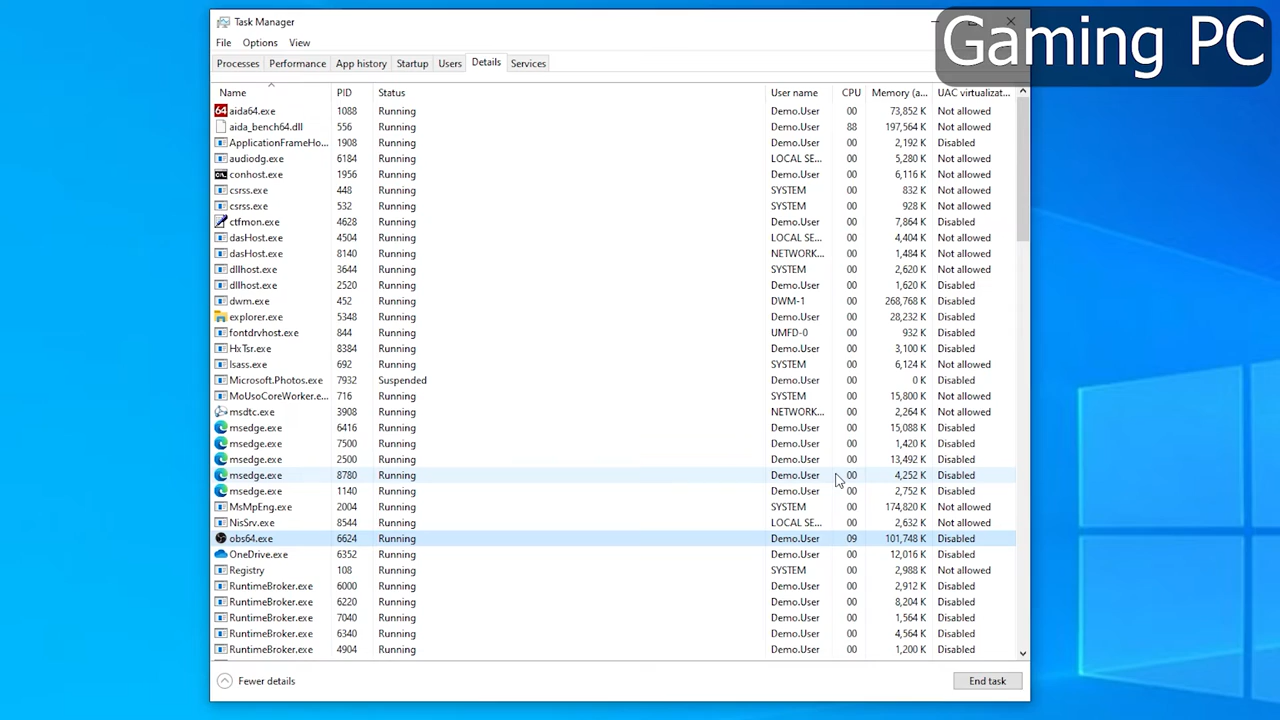 Task Manager
Gaming PC
File Options View
Processes Performance App history Startup Users Details Services
Name PID Status User name CPU Memory (a... UAC virtualizat...
64 aida64.exe 1088 Running Demo.User 00 73,852 K Not allowed
aida_bench64.dll 556 Running Demo.User 88 197,564 K Not allowed
ApplicationFrameHo... 1908 Running Demo.User 00 2,192 K Disabled
audiodg.exe 6184 Running LOCAL SE... 00 5,280 K Not allowed
conhost.exe 1956 Running Demo.User 00 6,116 K Not allowed
csrss.exe 448 Running SYSTEM 00 832 K Not allowed
csrss.exe 532 Running SYSTEM 00 928 K Not allowed
ctfmon.exe 4628 Running Demo.User 00 7,864 K Disabled
dasHost.exe 4504 Running LOCAL SE... 00 4,404 K Not allowed
dasHost.exe 8140 Running NETWORK... 00 1,484 K Not allowed
dllhost.exe 3644 Running SYSTEM 00 2,620 K Not allowed
dllhost.exe 2520 Running Demo.User 00 1,620 K Disabled
dwm.exe 452 Running DWM-1 00 268,768 K Disabled
explorer.exe 5348 Running Demo.User 00 28,232 K Disabled
fontdrvhost.exe 844 Running UMFD-0 00 932 K Disabled
HxTsr.exe 8384 Running Demo.User 00 3,100 K Disabled
lsass.exe 692 Running SYSTEM 00 6,124 K Not allowed
Microsoft.Photos.exe 7932 Suspended Demo.User 00 0 K Disabled
MoUsoCoreWorker.e... 716 Running SYSTEM 00 15,800 K Not allowed
msdtc.exe 3908 Running NETWORK... 00 2,264 K Not allowed
msedge.exe 6416 Running Demo.User 00 15,088 K Disabled
msedge.exe 7500 Running Demo.User 00 1,420 K Disabled
msedge.exe 2500 Running Demo.User 00 13,492 K Disabled
msedge.exe 8780 Running Demo.User 00 4,252 K Disabled
msedge.exe 1140 Running Demo.User 00 2,752 K Disabled
MsMpEng.exe 2004 Running SYSTEM 00 174,820 K Not allowed
NisSrv.exe 8544 Running LOCAL SE... 00 2,632 K Not allowed
obs64.exe 6624 Running Demo.User 09 101,748 K Disabled
OneDrive.exe 6352 Running Demo.User 00 12,016 K Disabled
Registry 108 Running SYSTEM 00 2,988 K Not allowed
RuntimeBroker.exe 6000 Running Demo.User 00 2,912 K Disabled
RuntimeBroker.exe 6220 Running Demo.User 00 8,204 K Disabled
RuntimeBroker.exe 7040 Running Demo.User 00 1,564 K Disabled
RuntimeBroker.exe 6340 Running Demo.User 00 4,564 K Disabled
RuntimeBroker.exe 4904 Running Demo.User 00 1,200 K Disabled
Fewer details End task